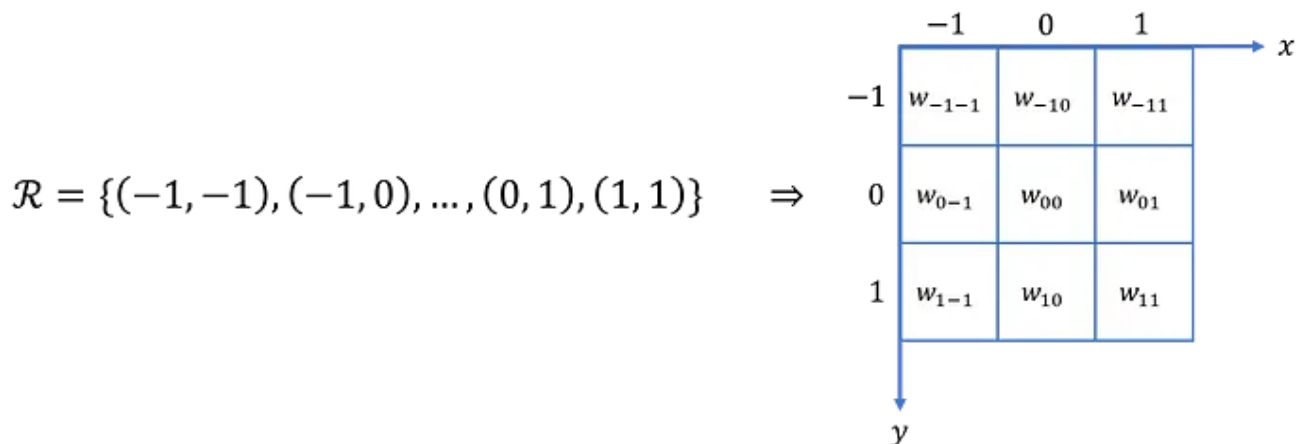 −1 0 1
x
−1 w₋₁₋₁ w₋₁₀ w₋₁₁
ℛ = {(−1, −1), (−1, 0), ..., (0, 1), (1, 1)} ⇒ 0 w₀₋₁ w₀₀ w₀₁
1 w₁₋₁ w₁₀ w₁₁
y